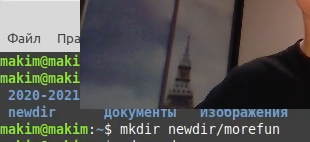 Файл Пра
makim@maki
makim@maki
2020-2021
newdir документы изображения
makim@makim:~$ mkdir newdir/morefun